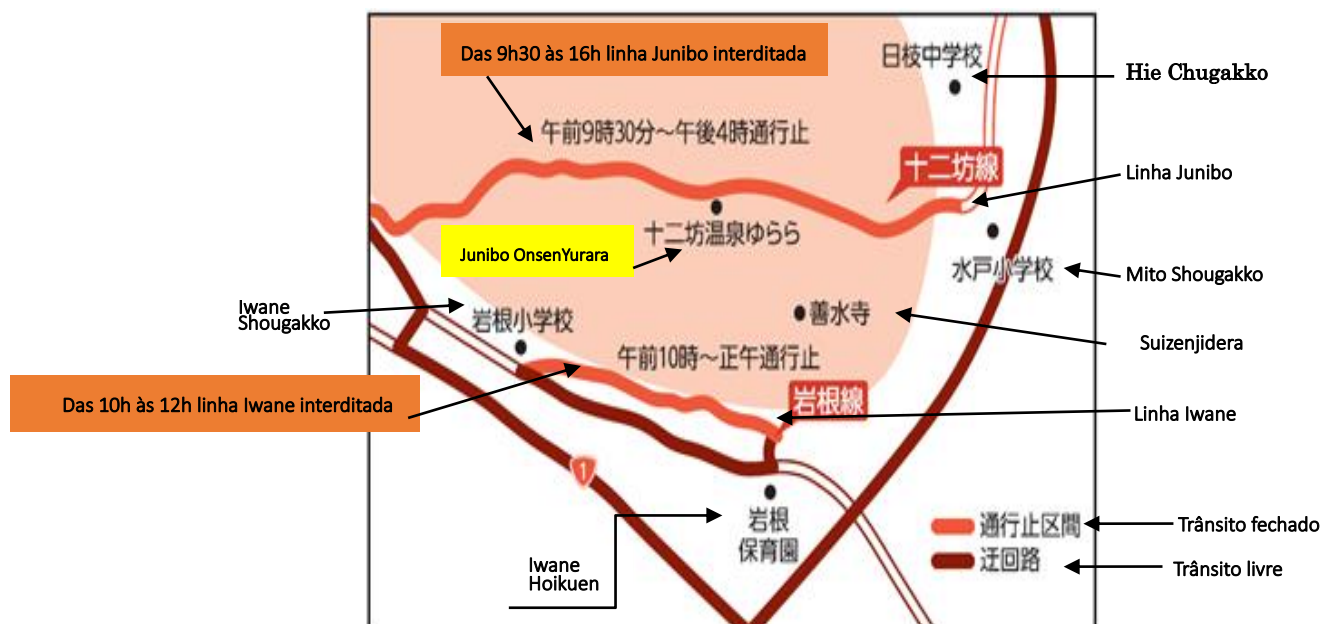 Das 9h30 às 16h linha Junibo interditada
日枝中学校
Hie Chugakko
午前9時30分～午後4時通行止
十二坊線
Linha Junibo
十二坊温泉ゆらら
Junibo OnsenYurara
水戸小学校
Mito Shougakko
Iwane
Shougakko
岩根小学校
善水寺
Suizenjidera
午前10時～正午通行止
Das 10h às 12h linha Iwane interditada
岩根線
Linha Iwane
1
岩根
保育園
Iwane
Hoikuen
通行止区間
Trânsito fechado
迂回路
Trânsito livre